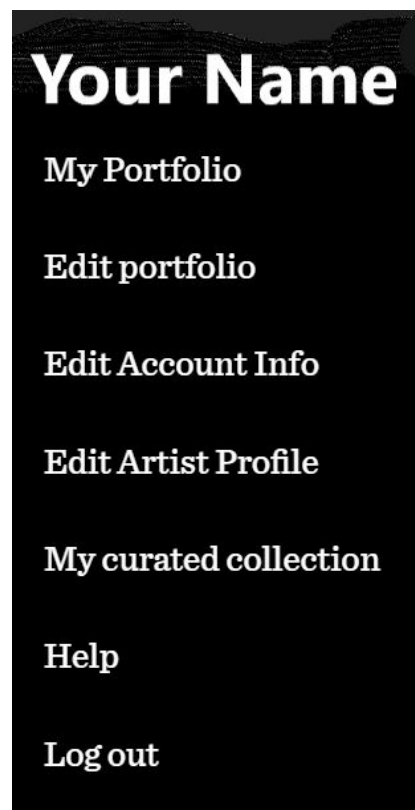 Your Name
My Portfolio
Edit portfolio
Edit Account Info
Edit Artist Profile
My curated collection
Help
Log out